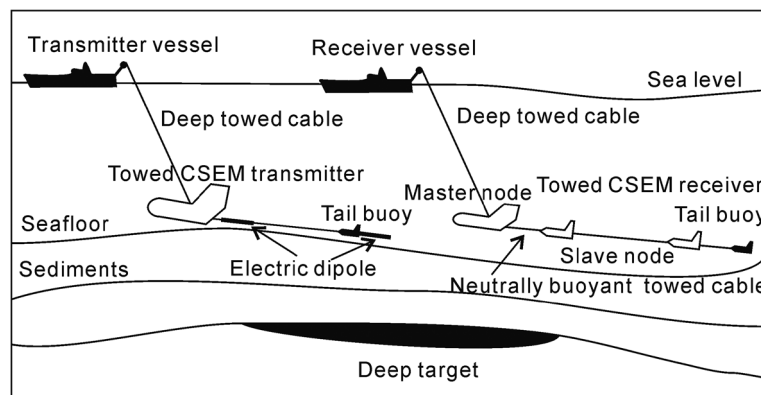 Transmitter vessel
Receiver vessel
Sea level
Deep towed cable
Deep towed cable
Towed CSEM transmitter
Master node
Towed CSEM receiver
Seafloor
Tail buoy
Tail buoy
Sediments
Electric dipole
Slave node
Neutrally buoyant towed cable
Deep target